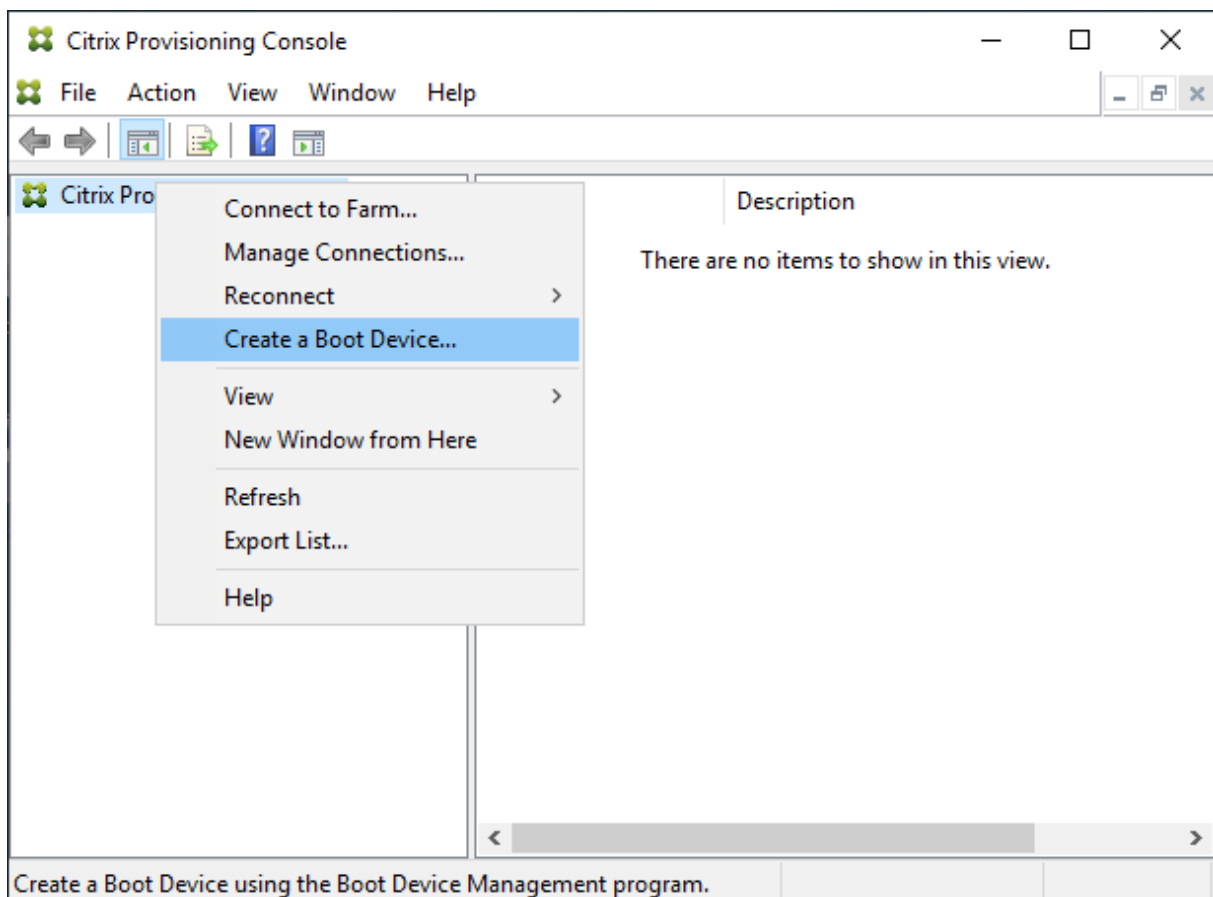 Citrix Provisioning Console
File Action View Window Help
Citrix Pro
Description
There are no items to show in this view.
Connect to Farm...
Manage Connections...
Reconnect
Create a Boot Device...
View
New Window from Here
Refresh
Export List...
Help
Create a Boot Device using the Boot Device Management program.